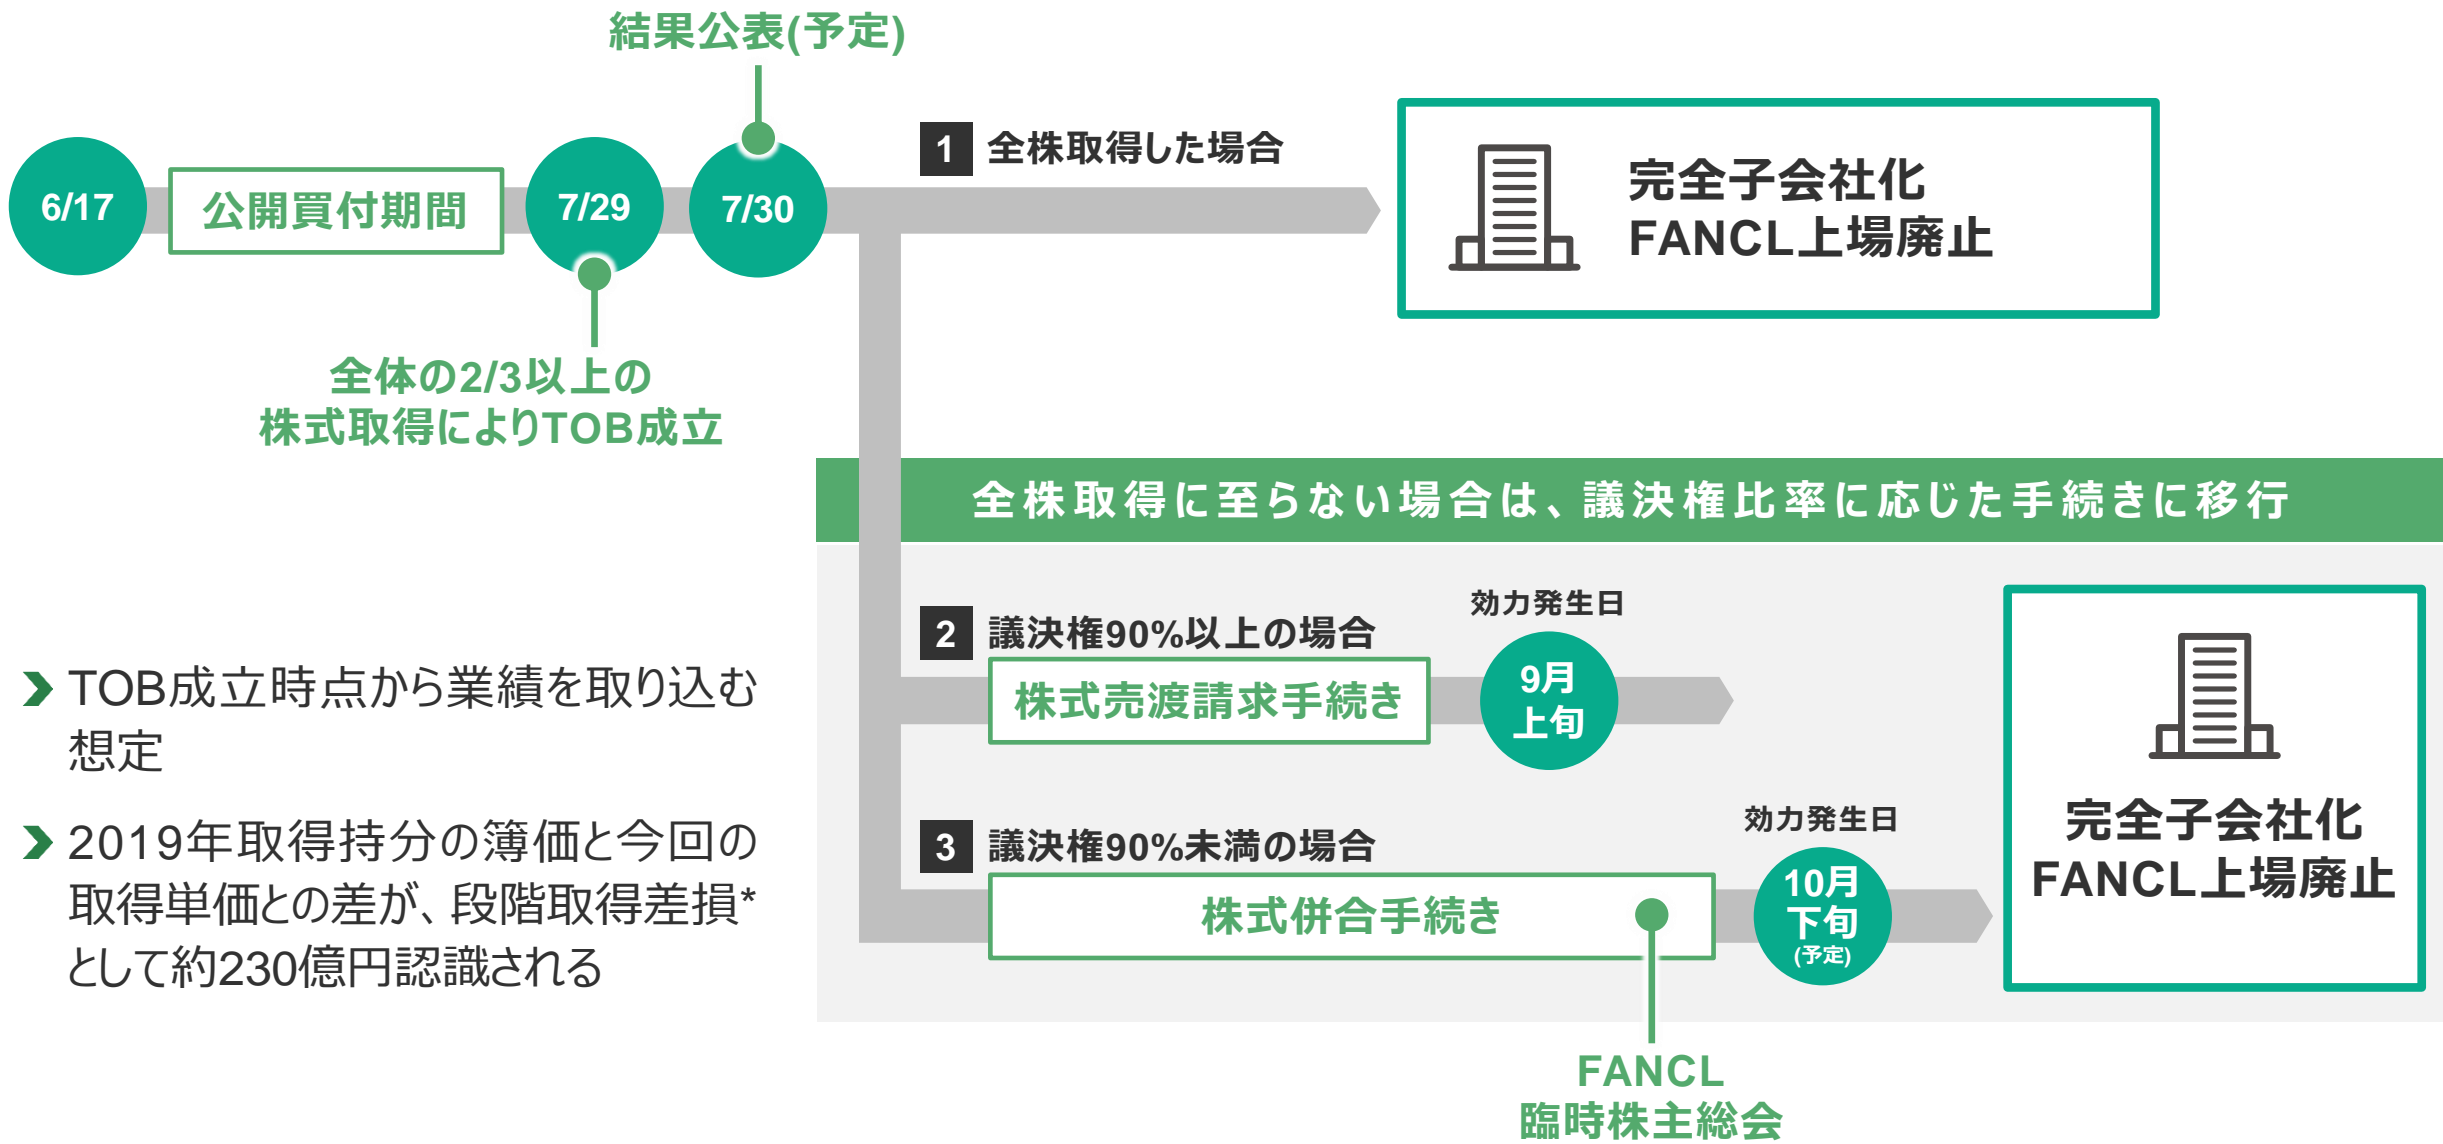 結果公表(予定)
6/17
公開買付期間
7/29
7/30
全体の2/3以上の
株式取得によりTOB成立
1 全株取得した場合
完全子会社化
FANCL上場廃止
全株取得に至らない場合は、議決権比率に応じた手続きに移行
2 議決権90%以上の場合
株式売渡請求手続き
効力発生日
9月
上旬
3 議決権90%未満の場合
株式併合手続き
効力発生日
10月
下旬
(予定)
完全子会社化
FANCL上場廃止
FANCL
臨時株主総会
TOB成立時点から業績を取り込む
想定
2019年取得持分の簿価と今回の
取得単価との差が、段階取得差損*
として約230億円認識される